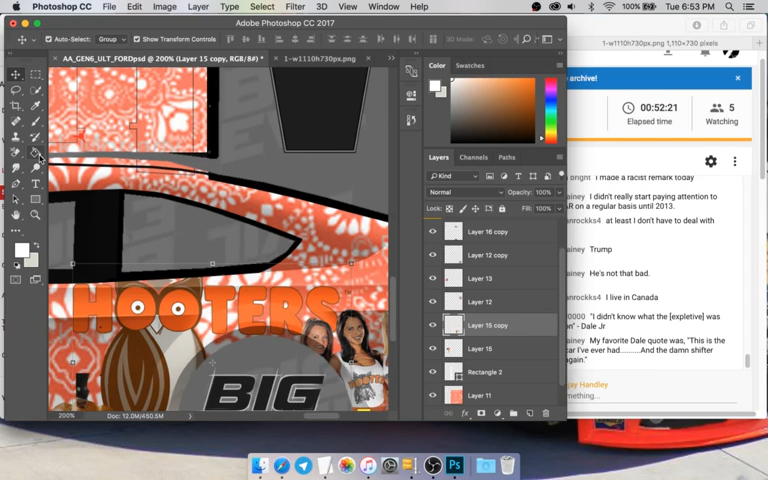 Photoshop CC File Edit Image Layer Type Select Filter 3D View Window Help 100% Tue 6:53 PM
Adobe Photoshop CC 2017
Auto-Select: Group Show Transform Controls 3D Mode:
AA_GEN6_ULT_FORDpsd @ 200% (Layer 15 copy, RGB/8#) * 1-w1110h730px.png
1-w1110h730px.png 1,110×730 pixels
Color Swatches
archive!
00:52:21 5
Elapsed time Watching
Layers Channels Paths
Kind
Normal Opacity: 100%
Lock: Fill: 100%
Layer 16 copy
Layer 12 copy
Layer 13
Layer 12
Layer 15 copy
Layer 15
Rectangle 2
Layer 11
I made a racist remark today
I didn't really start paying attention to
on a regular basis until 2013.
at least I don't have to deal with
Trump
He's not that bad.
I live in Canada
"I didn't know what the [expletive] was
" - Dale Jr
My favorite Dale quote was, "This is the
car I've ever had..........And the damn shifter
again."
Handley
HOOTERS
TM
BIG
200% Doc: 12.0M/450.5M
Ps